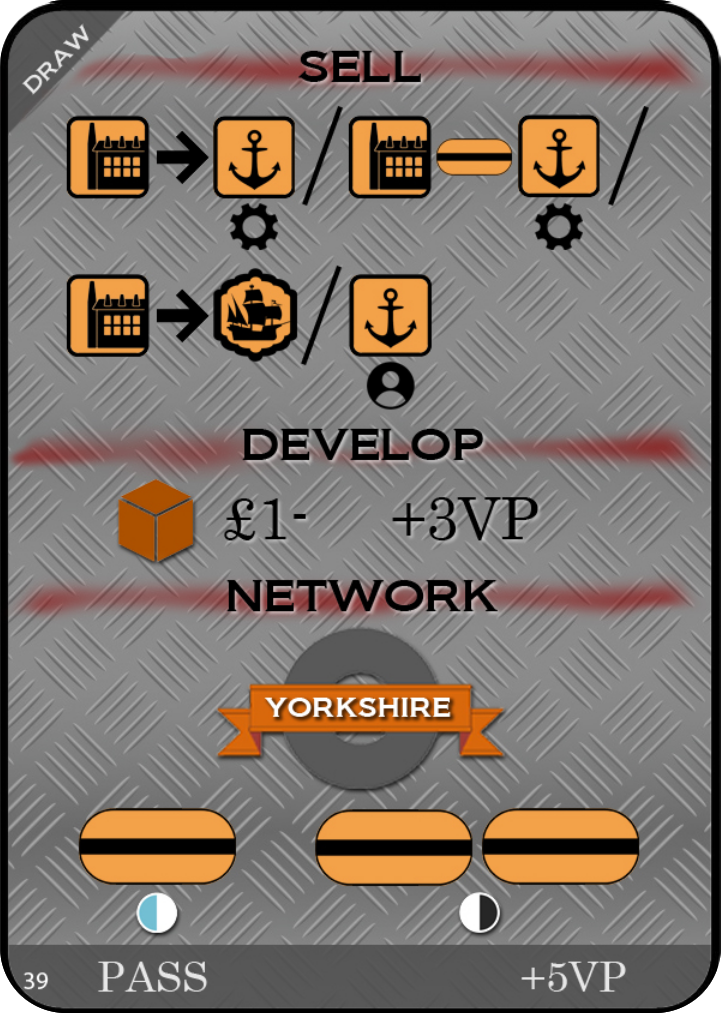 DRAW
SELL
/ /
/
DEVELOP
£1- +3VP
NETWORK
YORKSHIRE
39 PASS +5VP